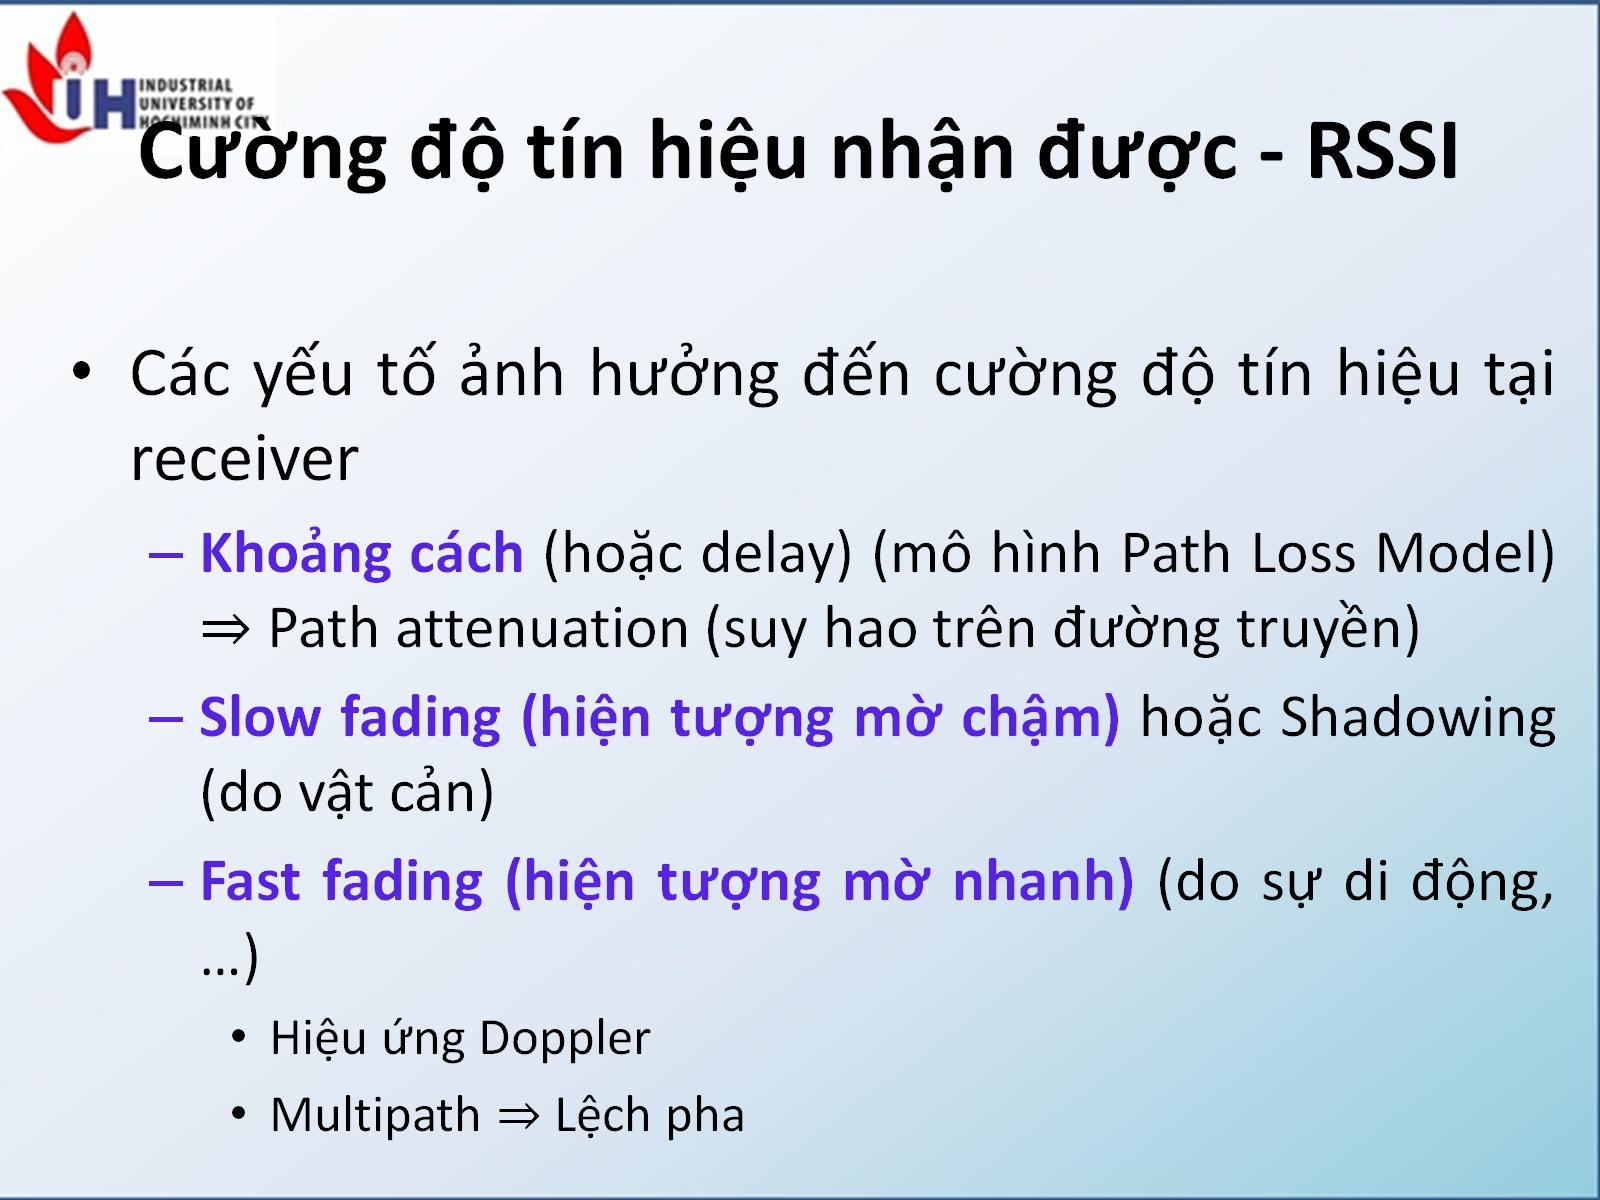 INDUSTRIAL
UNIVERSITY OF
HOCHIMINH CITY
IUH
Cường độ tín hiệu nhận được - RSSI
• Các yếu tố ảnh hưởng đến cường độ tín hiệu tại
receiver
– Khoảng cách (hoặc delay) (mô hình Path Loss Model)
⇒ Path attenuation (suy hao trên đường truyền)
– Slow fading (hiện tượng mờ chậm) hoặc Shadowing
(do vật cản)
– Fast fading (hiện tượng mờ nhanh) (do sự di động,
…)
• Hiệu ứng Doppler
• Multipath ⇒ Lệch pha